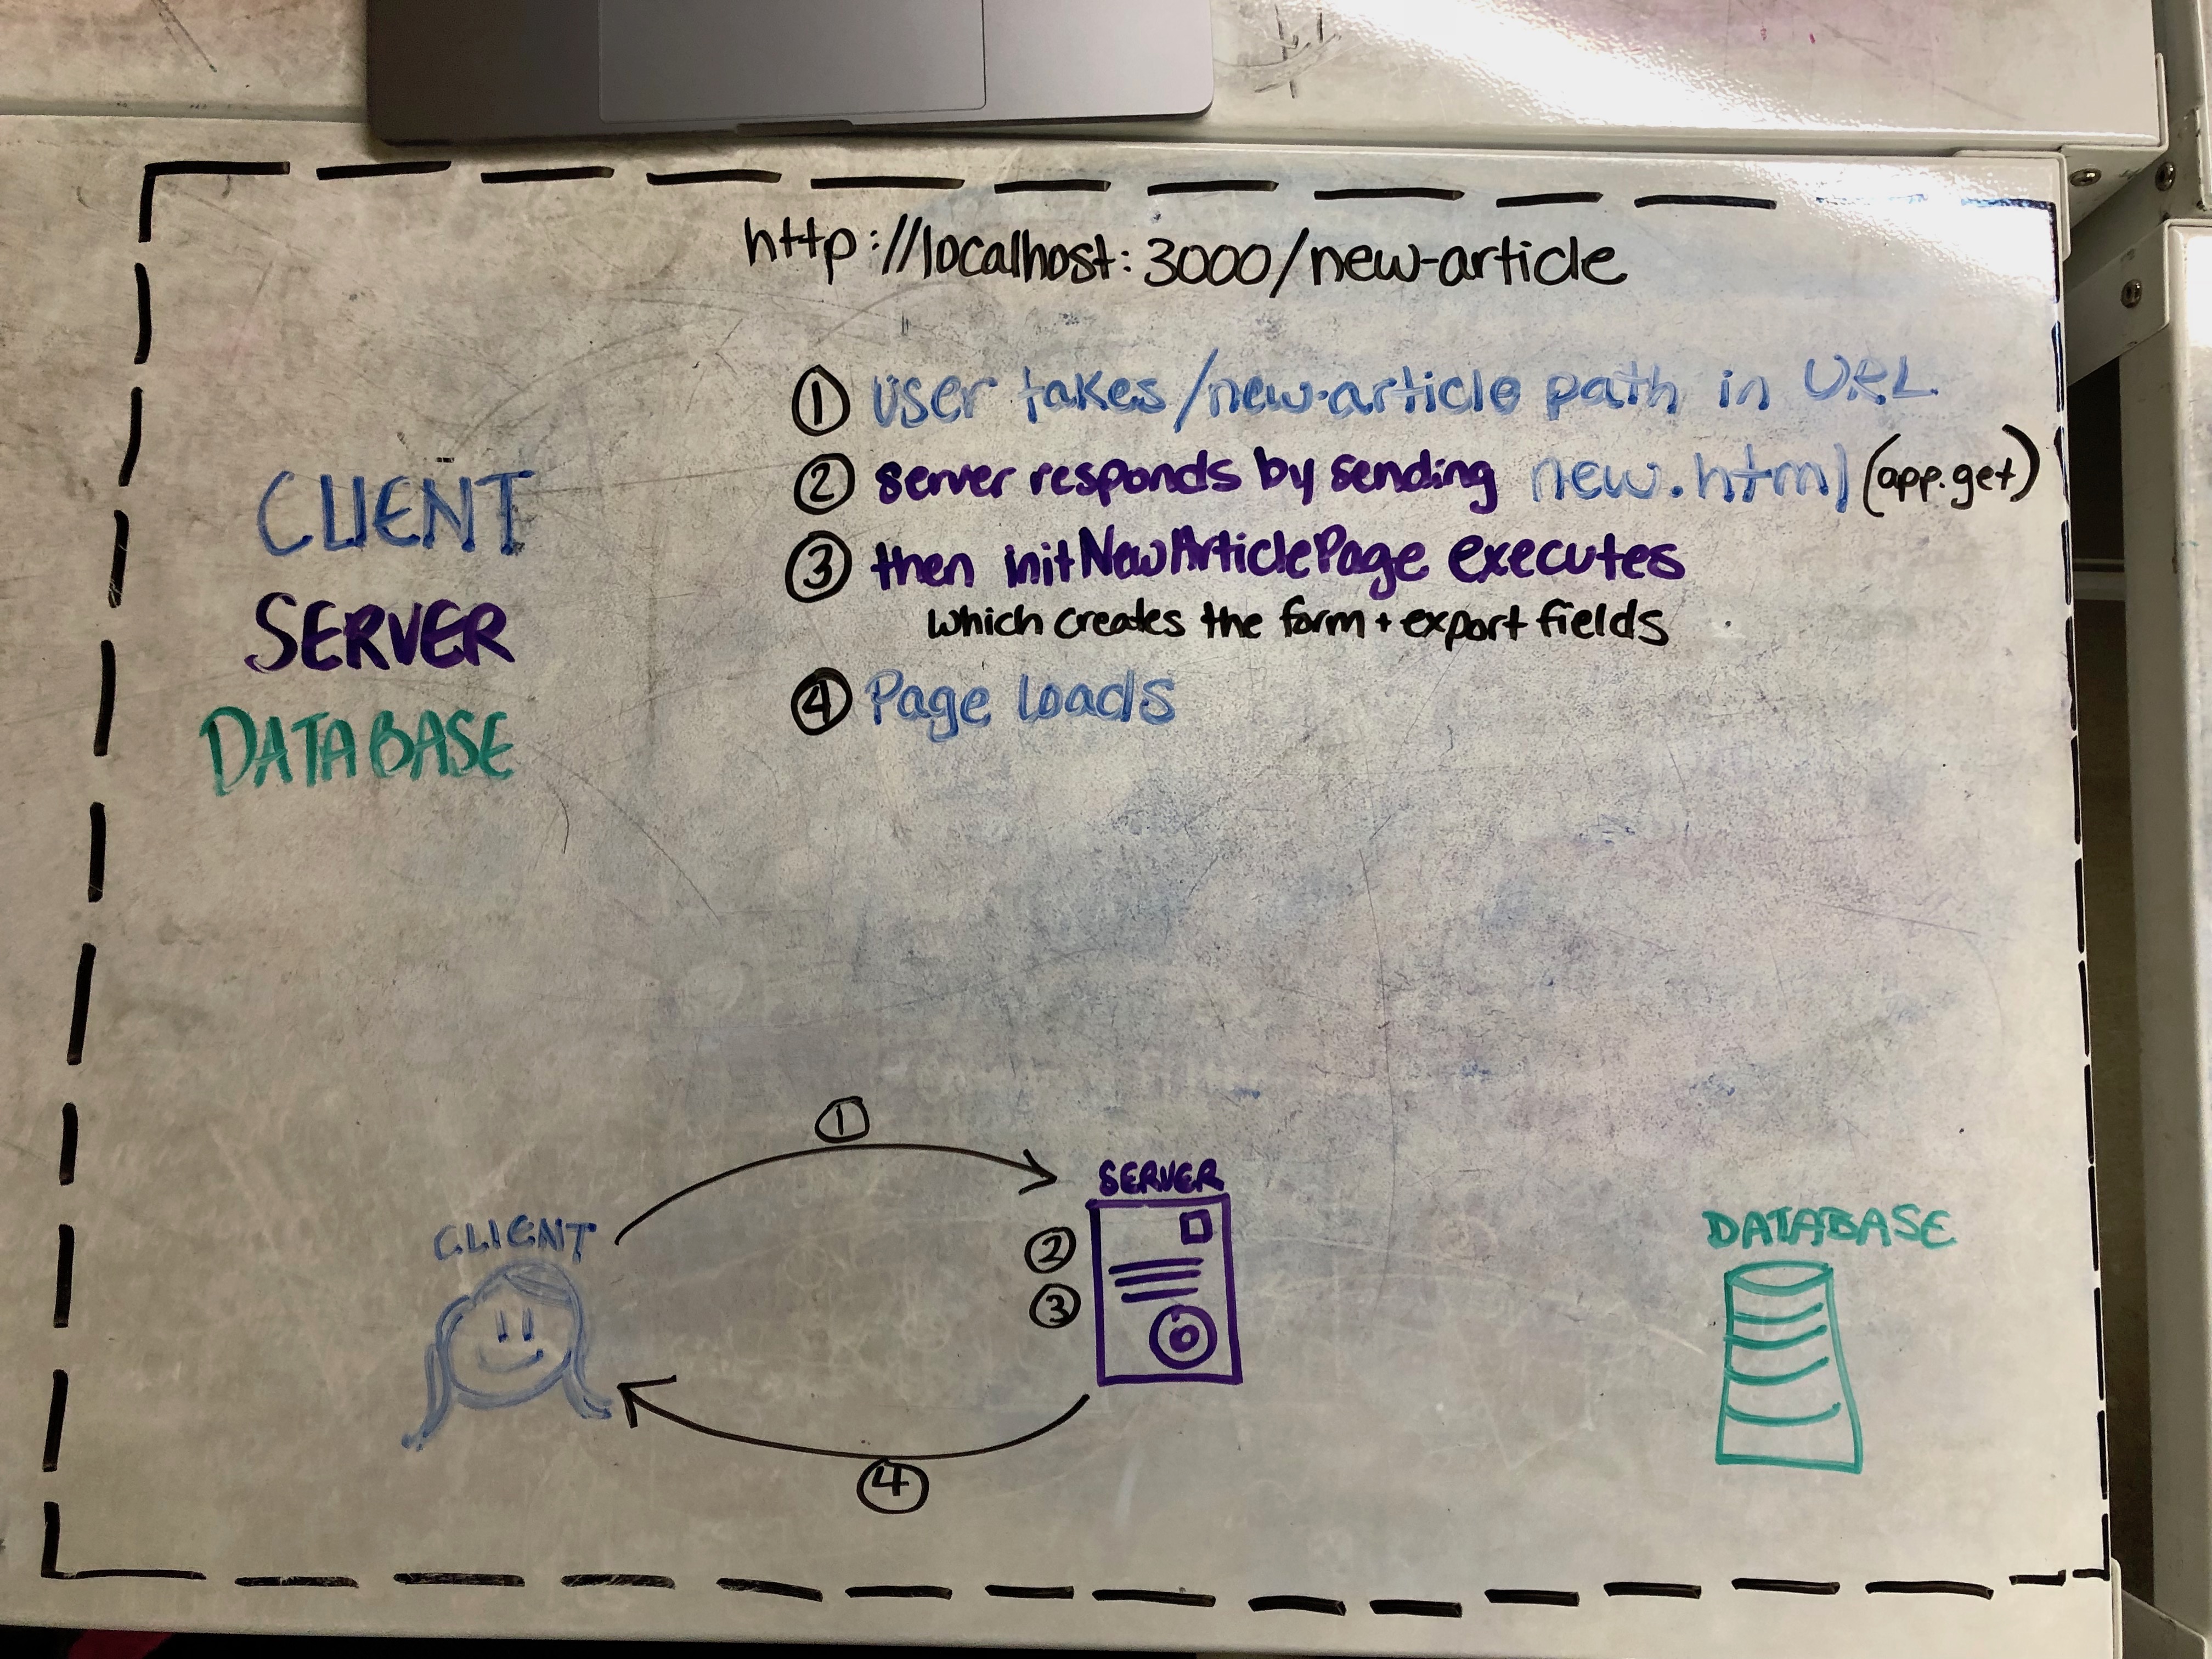 http://localhost:3000/new-article
① User takes /new-article path in URL
② server responds by sending new.html (app.get)
③ then initNewArticlePage executes
which creates the form + export fields
④ Page loads
CLIENT
SERVER
DATABASE
①
SERVER
CLIENT
②
③
DATABASE
④